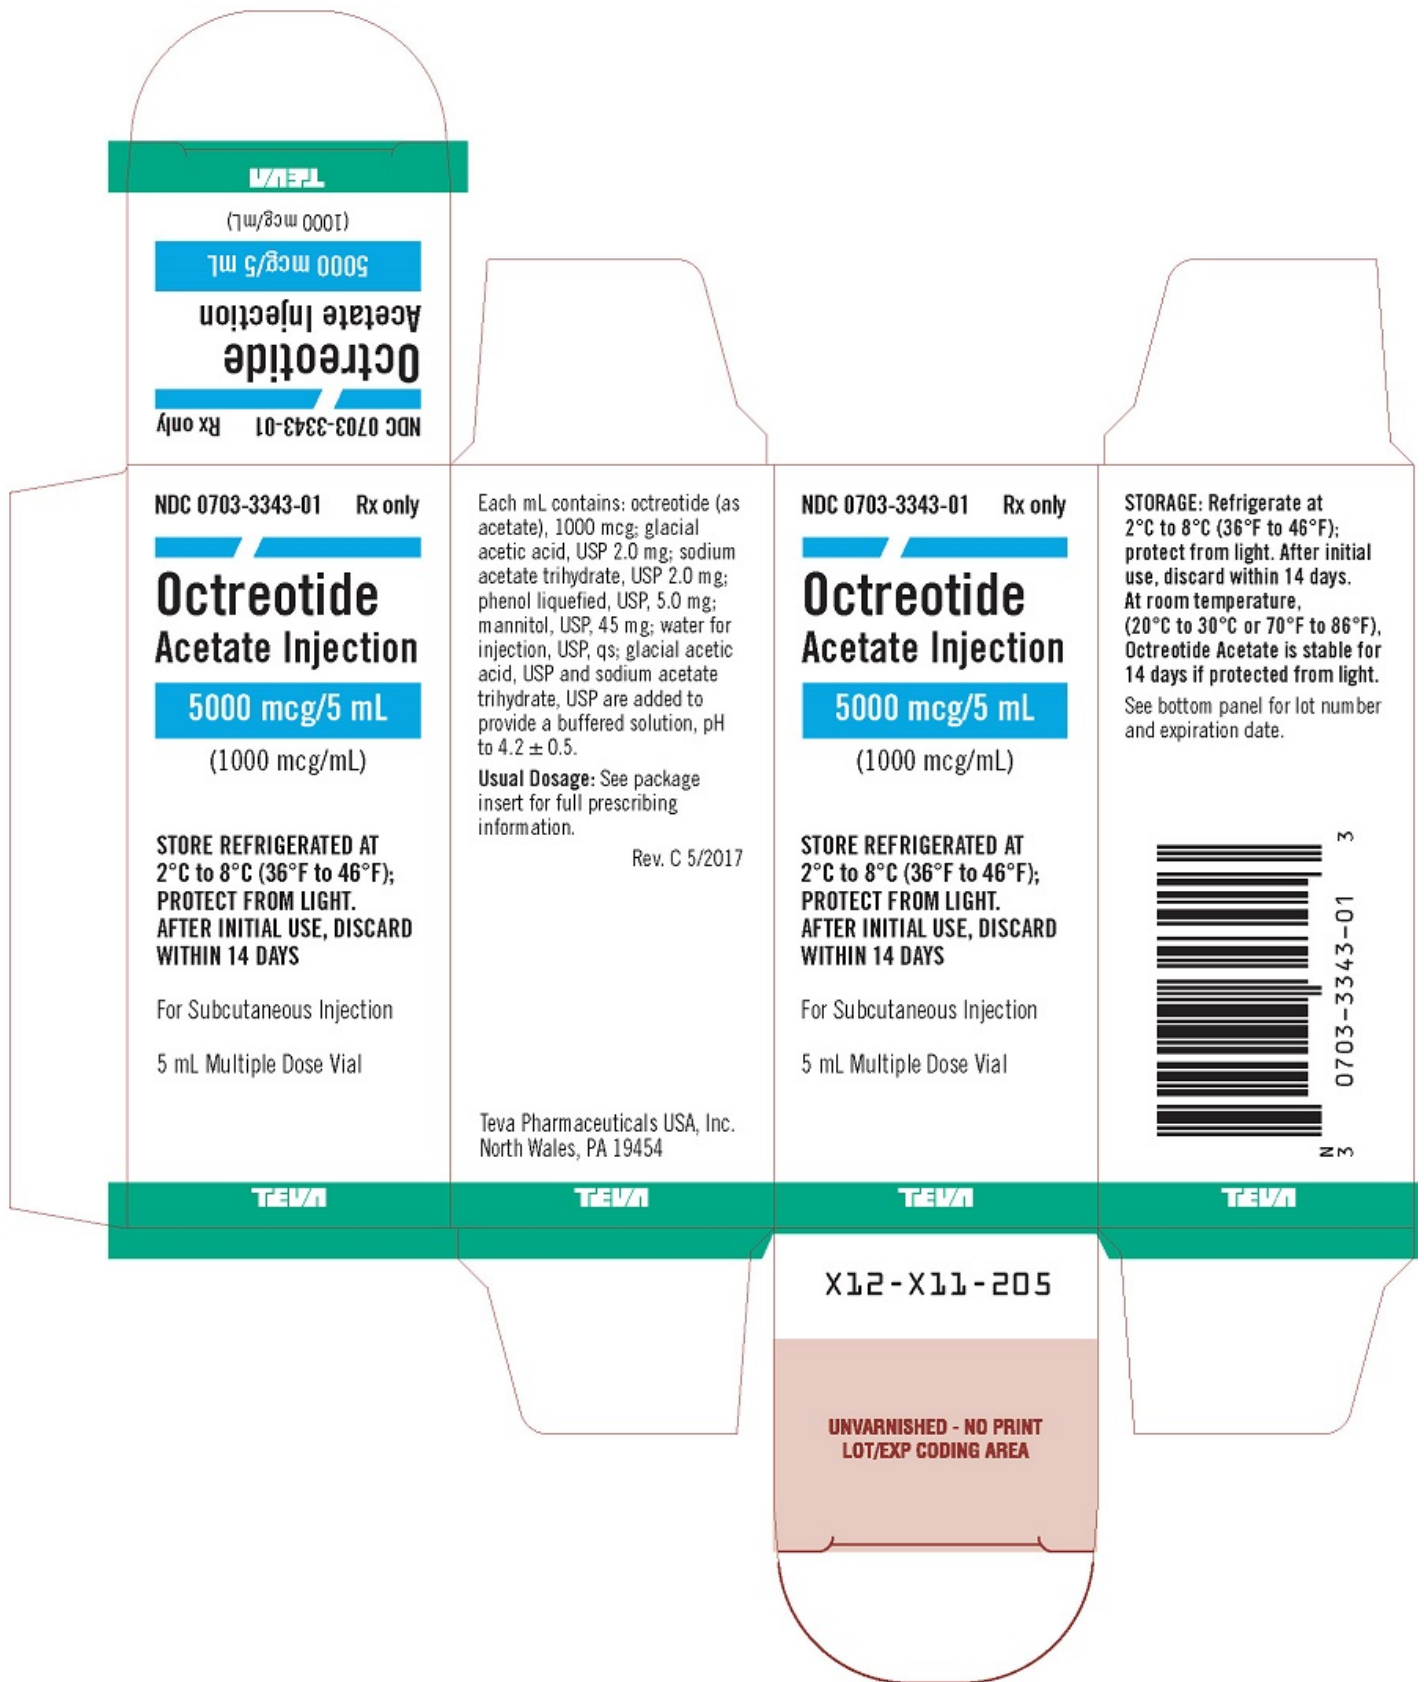 TEVA
(1000 mcg/mL)
5000 mcg/5 mL
Acetate Injection
Octreotide
NDC 0703-3343-01 Rx only
NDC 0703-3343-01 Rx only
Octreotide
Acetate Injection
5000 mcg/5 mL
(1000 mcg/mL)
STORE REFRIGERATED AT
2°C to 8°C (36°F to 46°F);
PROTECT FROM LIGHT.
AFTER INITIAL USE, DISCARD
WITHIN 14 DAYS
For Subcutaneous Injection
5 mL Multiple Dose Vial
TEVA
Each mL contains: octreotide (as
acetate), 1000 mcg; glacial
acetic acid, USP 2.0 mg; sodium
acetate trihydrate, USP 2.0 mg;
phenol liquefied, USP, 5.0 mg;
mannitol, USP, 45 mg; water for
injection, USP, qs; glacial acetic
acid, USP and sodium acetate
trihydrate, USP are added to
provide a buffered solution, pH
to 4.2 ± 0.5.
Usual Dosage: See package
insert for full prescribing
information.
Rev. C 5/2017
Teva Pharmaceuticals USA, Inc.
North Wales, PA 19454
TEVA
NDC 0703-3343-01 Rx only
Octreotide
Acetate Injection
5000 mcg/5 mL
(1000 mcg/mL)
STORE REFRIGERATED AT
2°C to 8°C (36°F to 46°F);
PROTECT FROM LIGHT.
AFTER INITIAL USE, DISCARD
WITHIN 14 DAYS
For Subcutaneous Injection
5 mL Multiple Dose Vial
TEVA
STORAGE: Refrigerate at
2°C to 8°C (36°F to 46°F);
protect from light. After initial
use, discard within 14 days.
At room temperature,
(20°C to 30°C or 70°F to 86°F),
Octreotide Acetate is stable for
14 days if protected from light.
See bottom panel for lot number
and expiration date.
N
3 0703-3343-01 3
TEVA
X12-X11-205
UNVARNISHED - NO PRINT
LOT/EXP CODING AREA